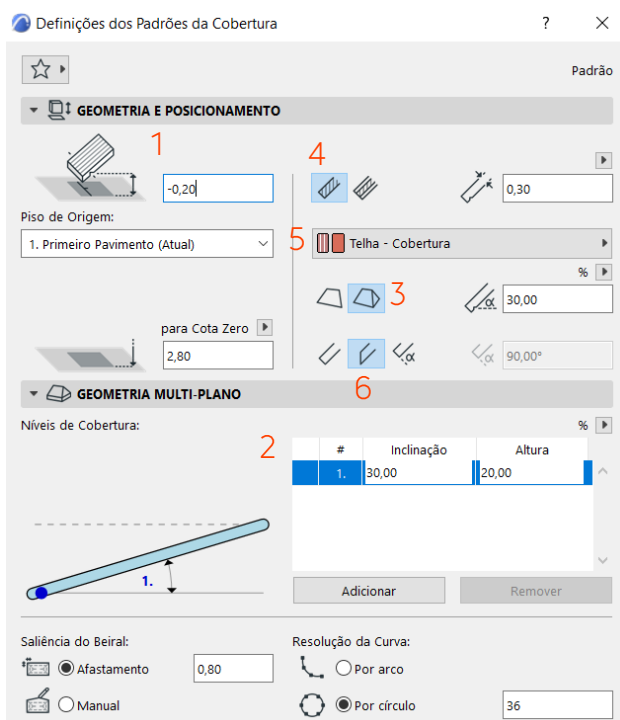 Definições dos Padrões da Cobertura ?
Padrão
GEOMETRIA E POSICIONAMENTO
1
-0,20
Piso de Origem:
1. Primeiro Pavimento (Atual)
para Cota Zero
2,80
4
0,30
5 Telha - Cobertura
%
3 α 30,00
α α 90,00°
6
GEOMETRIA MULTI-PLANO
Níveis de Cobertura: %
2
# Inclinação Altura
1. 30,00 20,00
1.
Adicionar Remover
Saliência do Beiral:
Afastamento 0,80
Manual
Resolução da Curva:
Por arco
Por círculo 36